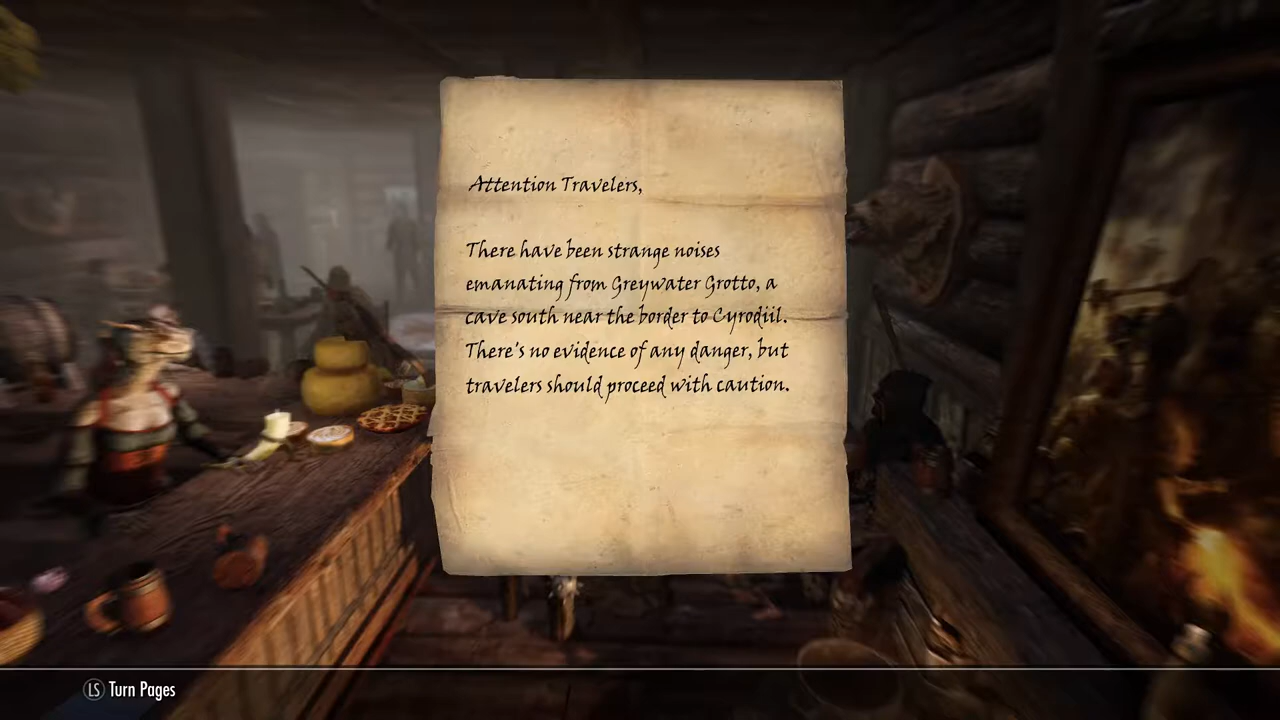 Attention Travelers,
There have been strange noises
emanating from Greywater Grotto, a
cave south near the border to Cyrodiil.
There's no evidence of any danger, but
travelers should proceed with caution.
LS Turn Pages